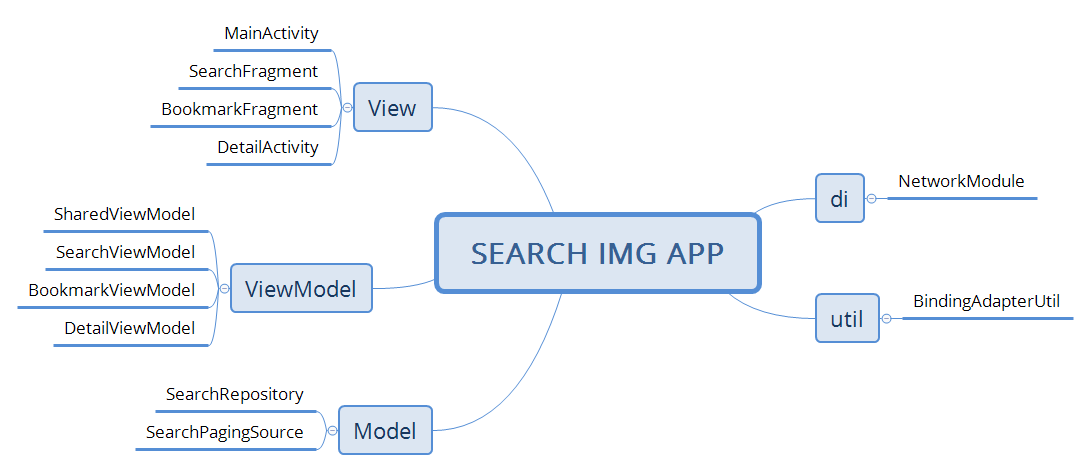 MainActivity
SearchFragment
BookmarkFragment
DetailActivity
View
SharedViewModel
SearchViewModel
BookmarkViewModel
DetailViewModel
ViewModel
SearchRepository
SearchPagingSource
Model
SEARCH IMG APP
di
NetworkModule
util
BindingAdapterUtil